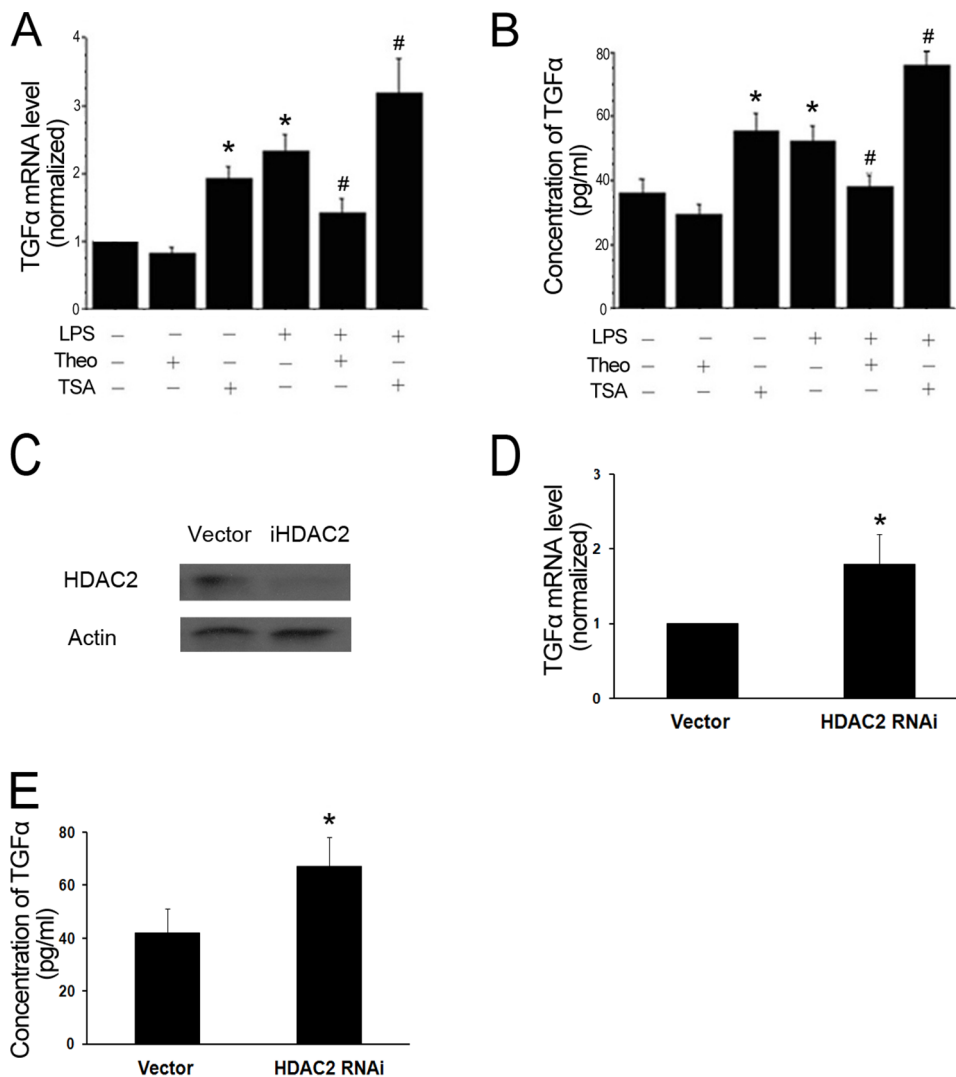 A
TGFα mRNA level
(normalized)
4
3
2
1
0
*
*
#
#
LPS − − − + + +
Theo − + − − + −
TSA − − + − − +
B
Concentration of TGFα
(pg/ml)
80
60
40
20
0
*
*
#
#
LPS − − − + + +
Theo − + − − + −
TSA − − + − − +
C
Vector iHDAC2
HDAC2
Actin
D
TGFα mRNA level
(normalized)
3
2
1
0
*
Vector HDAC2 RNAi
E
Concentration of TGFα
(pg/ml)
80
60
40
20
0
*
Vector HDAC2 RNAi